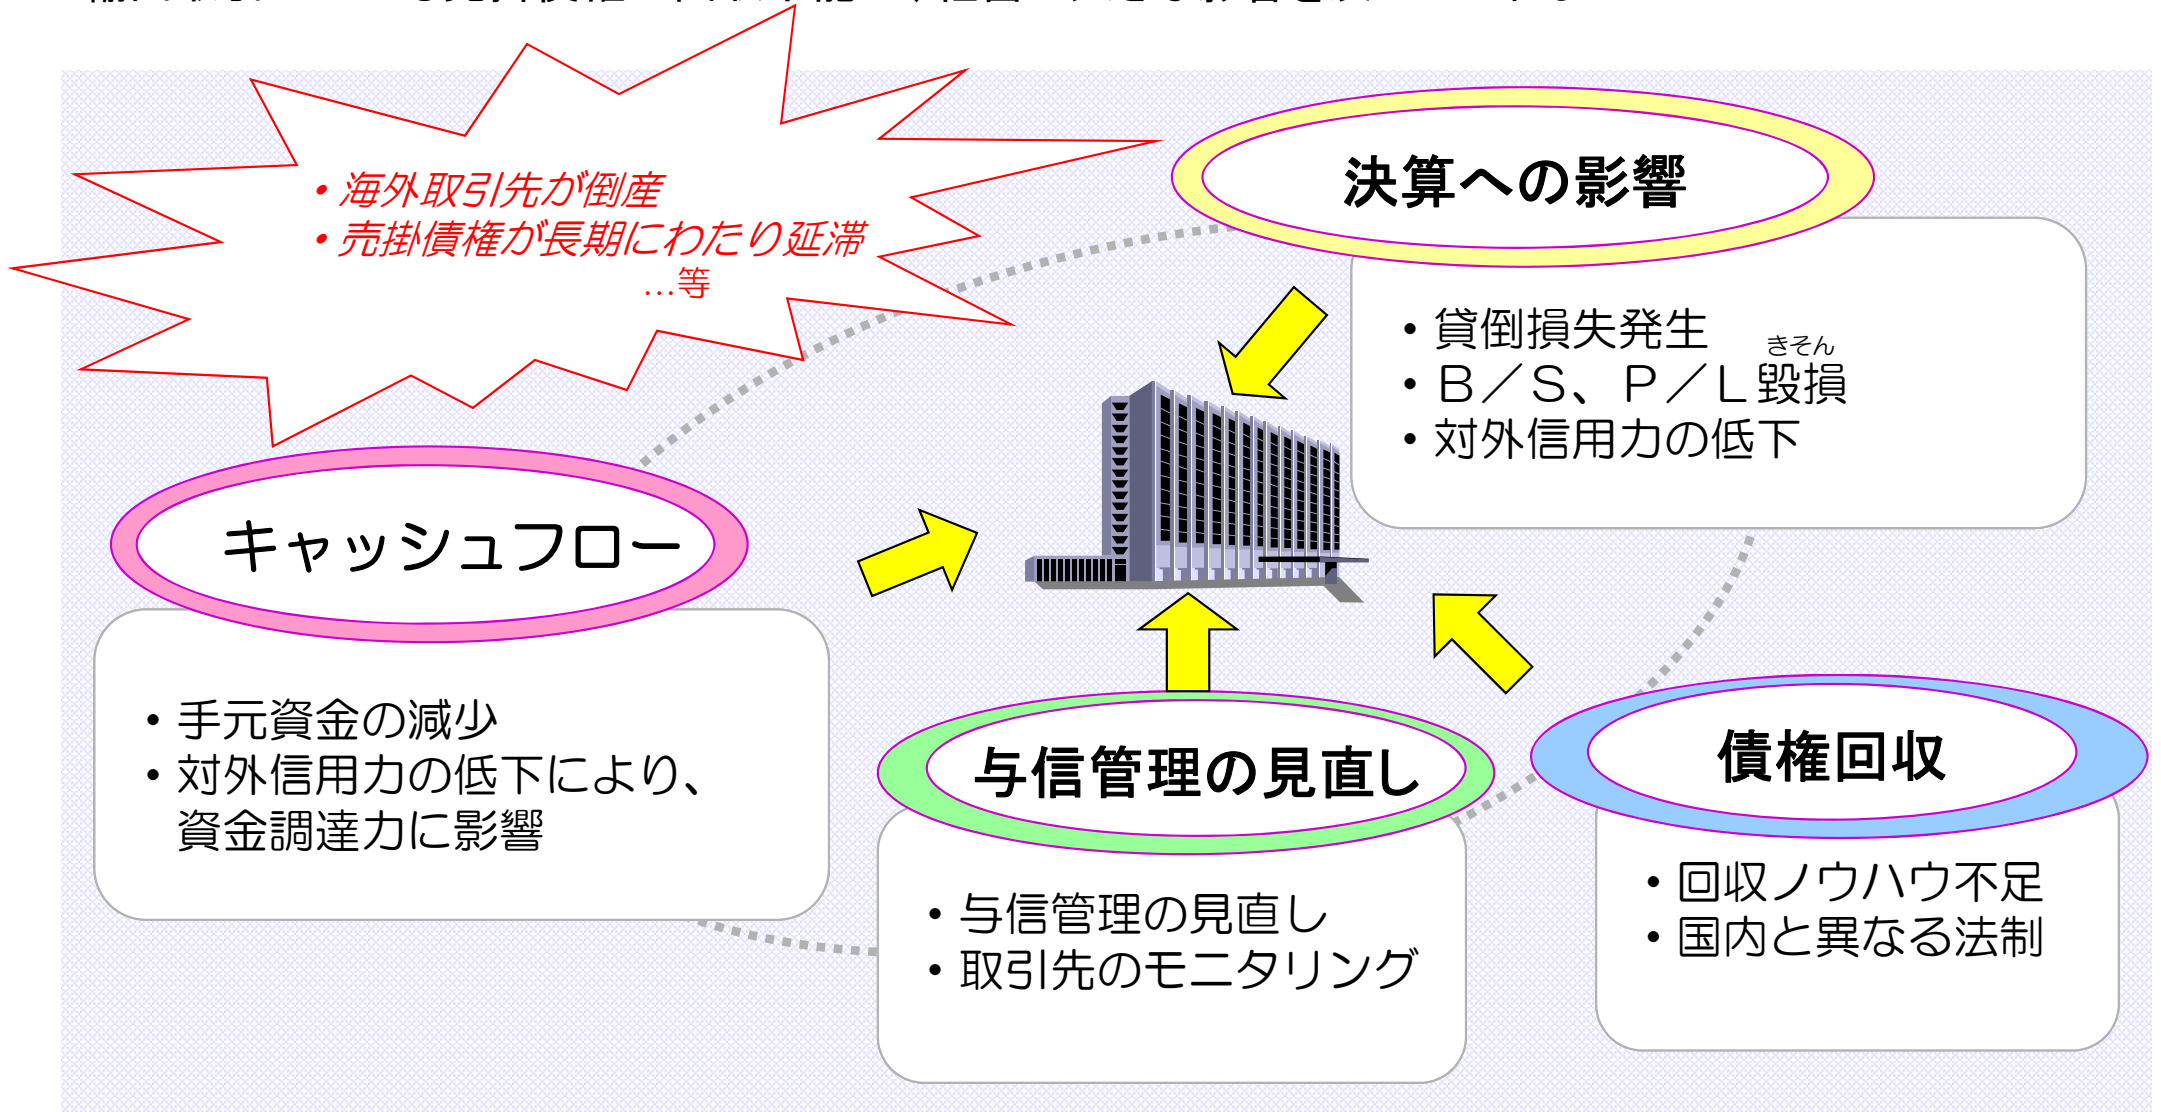 ・海外取引先が倒産
・売掛債権が長期にわたり延滞
…等
決算への影響
・貸倒損失発生
きそん
・Ｂ／Ｓ、Ｐ／Ｌ毀損
・対外信用力の低下
キャッシュフロー
・手元資金の減少
・対外信用力の低下により、
資金調達力に影響
与信管理の見直し
・与信管理の見直し
・取引先のモニタリング
債権回収
・回収ノウハウ不足
・国内と異なる法制